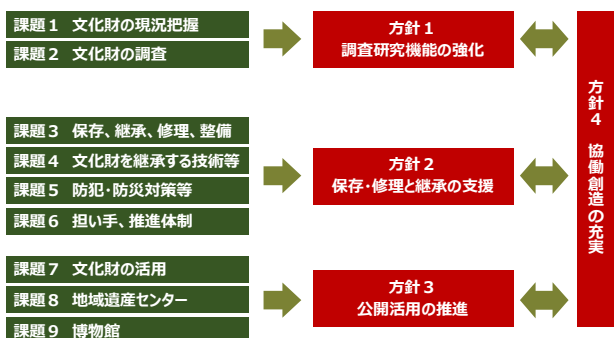 課題１　文化財の現況把握
課題２　文化財の調査
方針１
調査研究機能の強化
課題３　保存、継承、修理、整備
課題４　文化財を継承する技術等
課題５　防犯・防災対策等
課題６　担い手、推進体制
方針２
保存・修理と継承の支援
課題７　文化財の活用
課題８　地域遺産センター
課題９　博物館
方針３
公開活用の推進
方針４　協働創造の充実